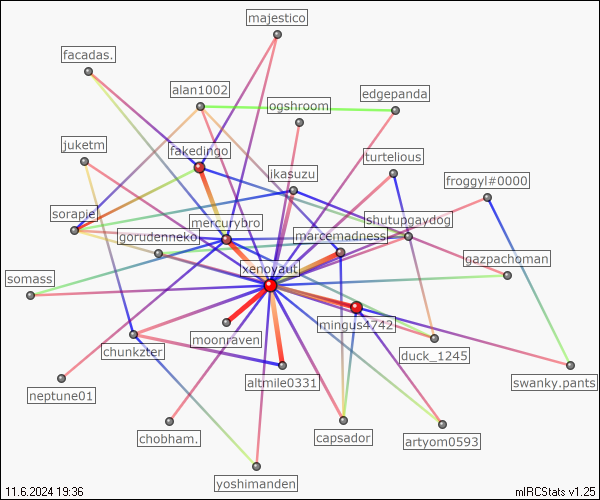 majestico
facadas.
alan1002
edgepanda
ogshroom
juketm
fakedingo
turtelious
ikasuzu
froggyl#0000
sorapie
mercurybro
shutupgaydog
gorudenneko
marcemadness
gazpachoman
xenoyaut
somass
moonraven
mingus4742
chunkzter
duck_1245
altmile0331
swanky.pants
neptune01
chobham.
capsador
artyom0593
yoshimanden
11.6.2024 19:36
mIRCStats v1.25